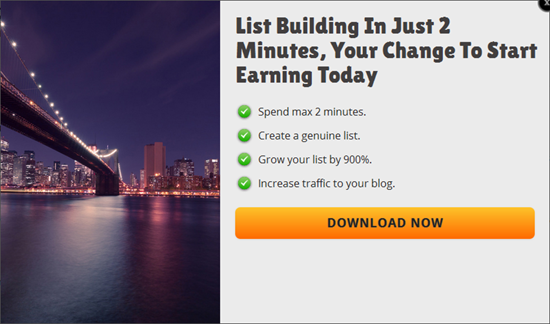 List Building In Just 2
Minutes, Your Change To Start
Earning Today
Spend max 2 minutes.
Create a genuine list.
Grow your list by 900%.
Increase traffic to your blog.
DOWNLOAD NOW